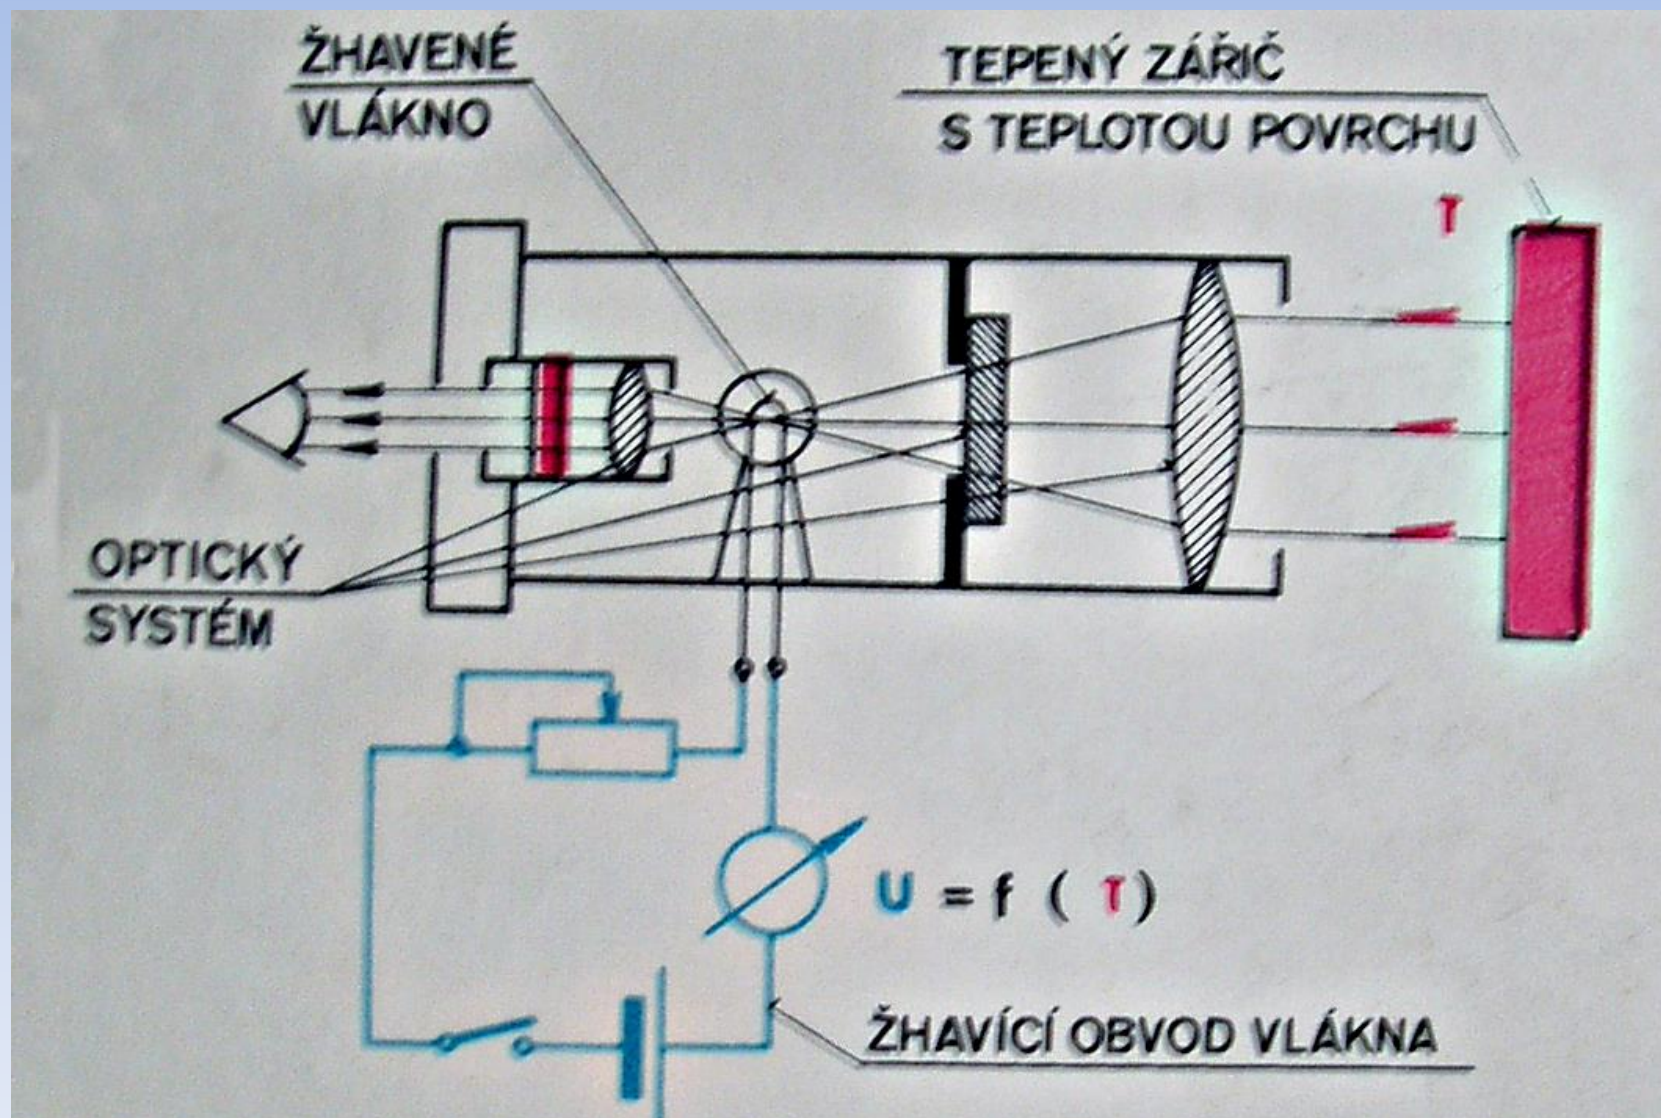 ŽHAVENÉ
VLÁKNO
TEPENÝ ZÁŘIČ
S TEPLOTOU POVRCHU
T
OPTICKÝ
SYSTÉM
U = f ( T )
ŽHAVÍCÍ OBVOD VLÁKNA